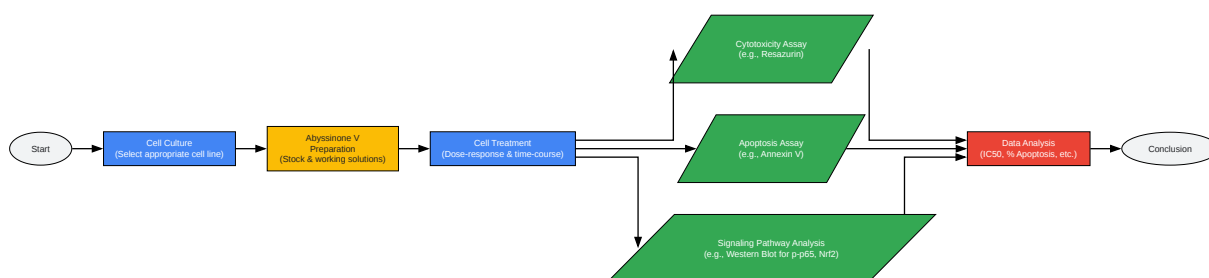 Start
Cell Culture
(Select appropriate cell line)
Abyssinone V
Preparation
(Stock & working solutions)
Cell Treatment
(Dose-response & time-course)
Cytotoxicity Assay
(e.g., Resazurin)
Apoptosis Assay
(e.g., Annexin V)
Signaling Pathway Analysis
(e.g., Western Blot for p-p65, Nrf2)
Data Analysis
(IC50, % Apoptosis, etc.)
Conclusion